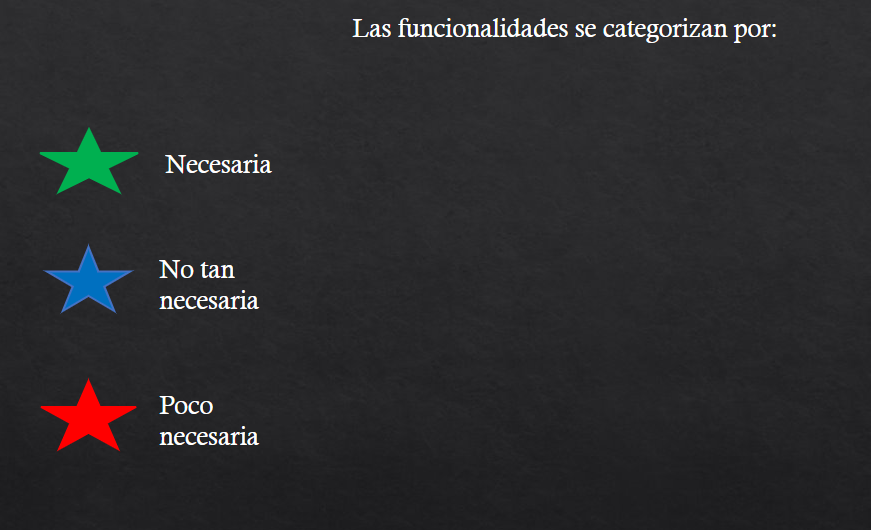 Las funcionalidades se categorizan por:
Necesaria
No tan
necesaria
Poco
necesaria